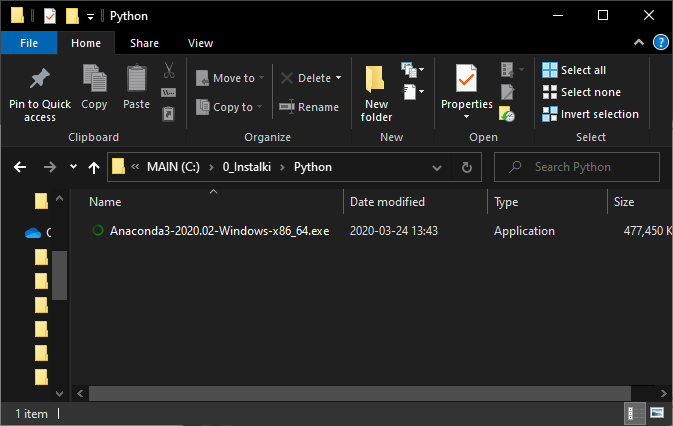 Python
File Home Share View
Pin to Quick access
Copy
Paste
Clipboard
Move to
Copy to
Delete
Rename
Organize
New folder
New
Properties
Open
Select all
Select none
Invert selection
Select
MAIN (C:) 0_Instalki Python
Search Python
Name Date modified Type Size
Anaconda3-2020.02-Windows-x86_64.exe 2020-03-24 13:43 Application 477,450 K
1 item